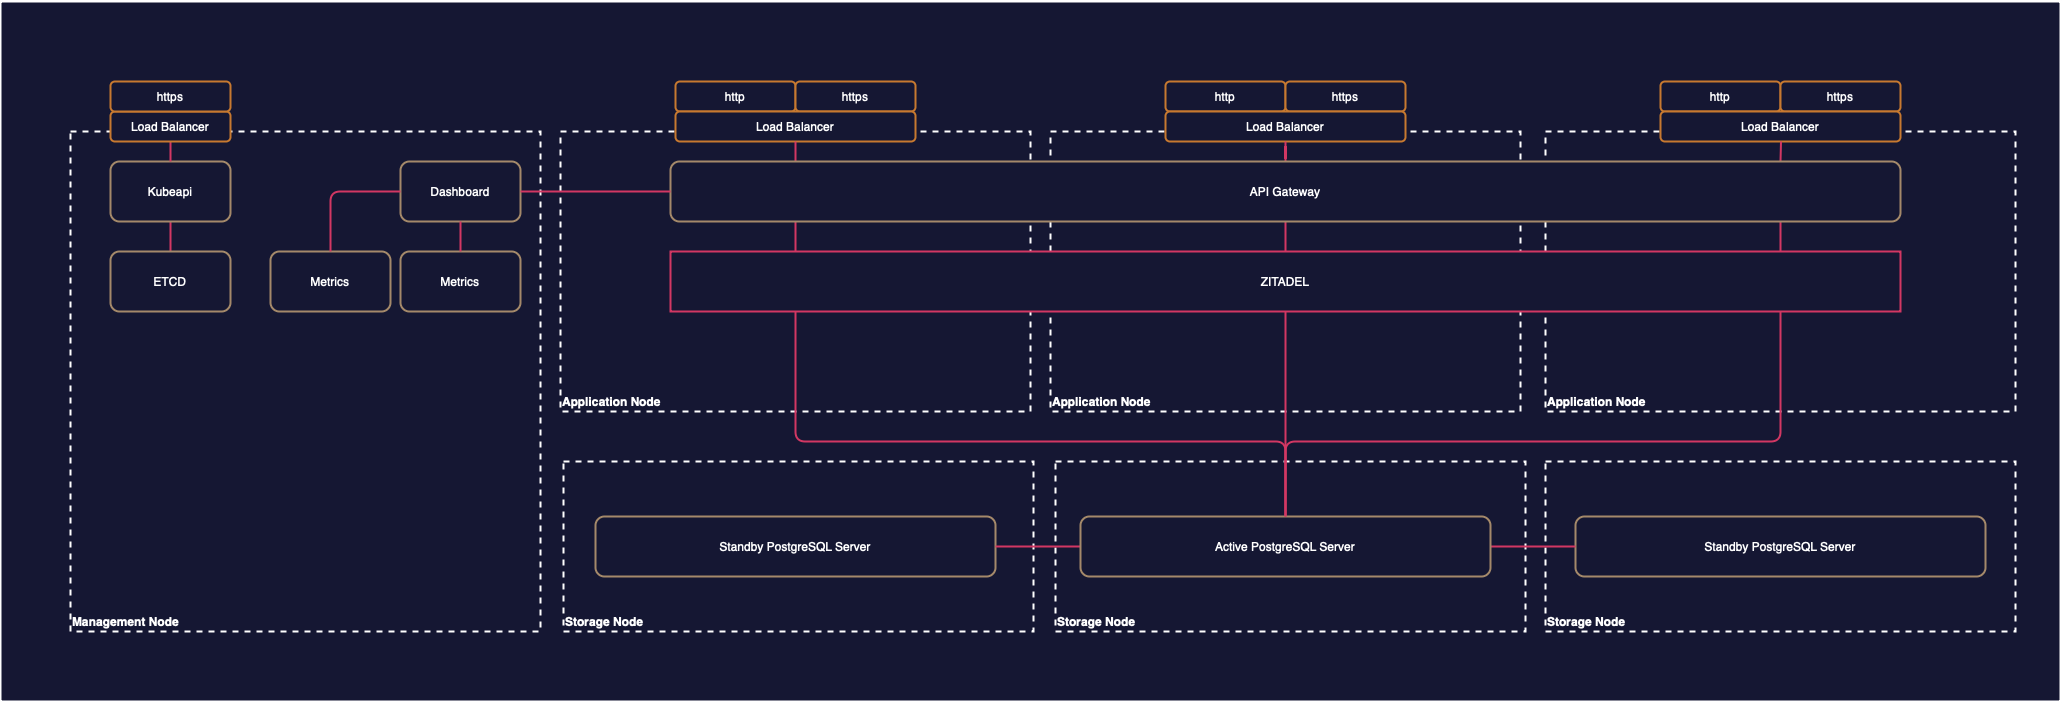 https
http
https
http
https
http
https
Load Balancer
Load Balancer
Load Balancer
Load Balancer
Kubeapi
Dashboard
API Gateway
ETCD
Metrics
Metrics
ZITADEL
Application Node
Application Node
Application Node
Standby PostgreSQL Server
Active PostgreSQL Server
Standby PostgreSQL Server
Management Node
Storage Node
Storage Node
Storage Node